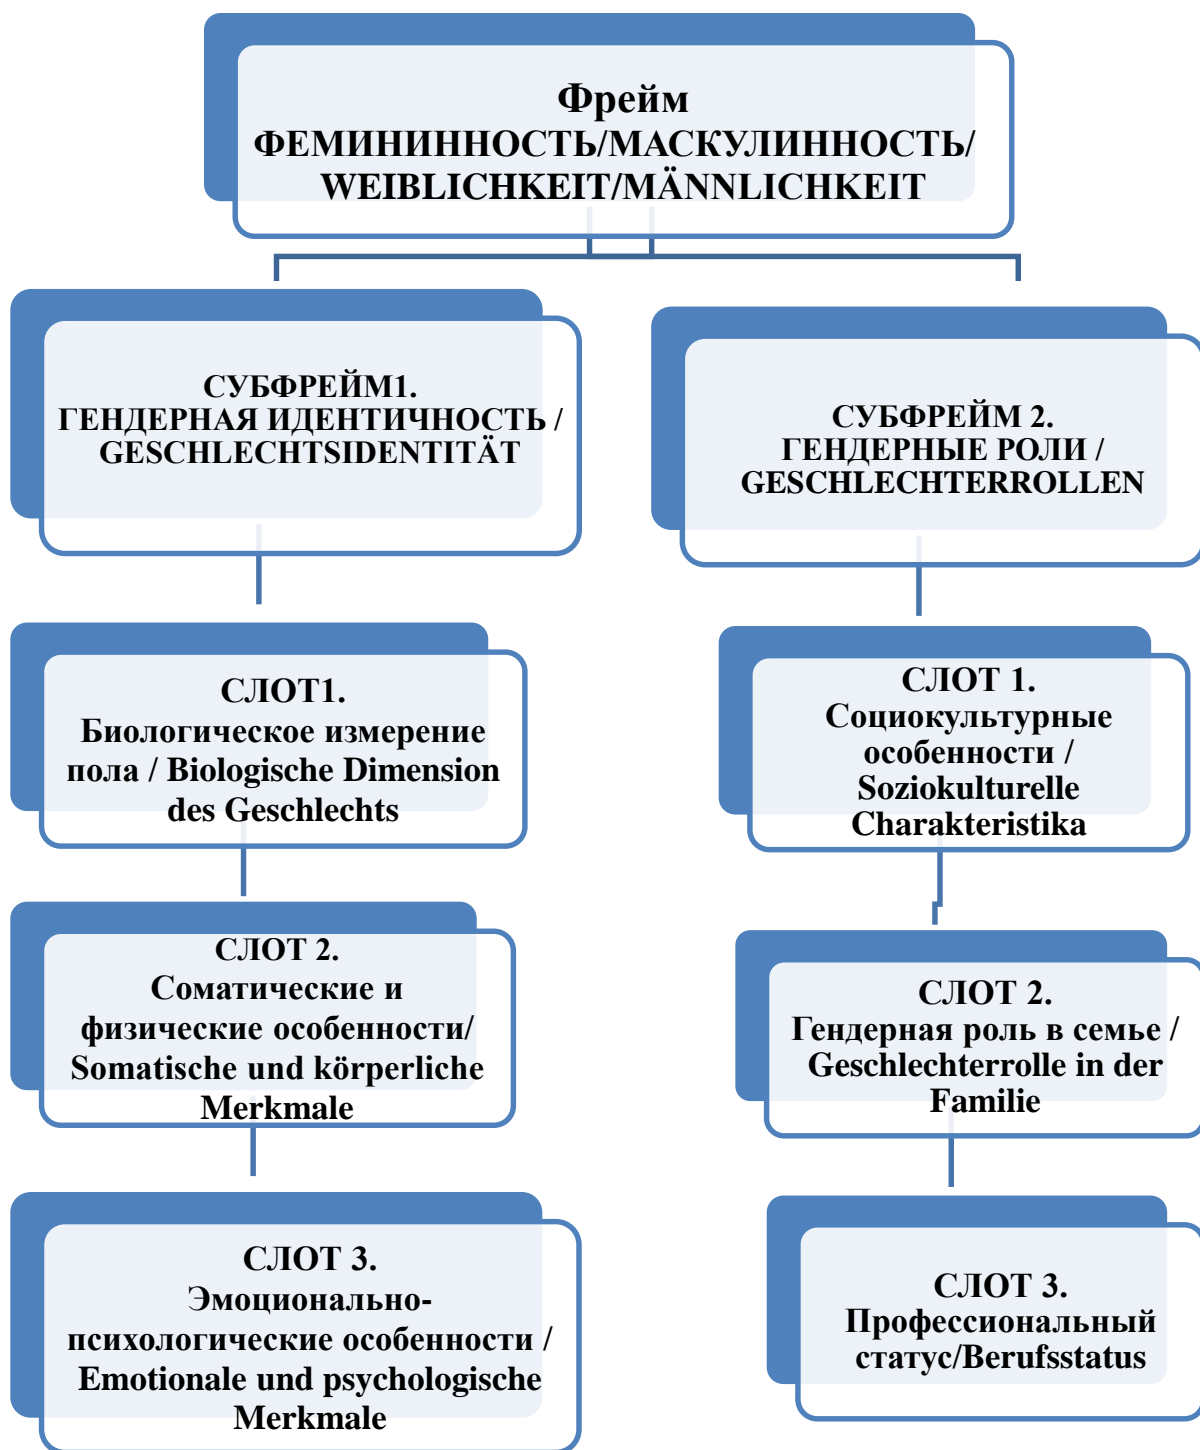 Фрейм
ФЕМИНИННОСТЬ/МАСКУЛИННОСТЬ/
WEIBLICHKEIT/MÄNNLICHKEIT
СУБФРЕЙМ1.
ГЕНДЕРНАЯ ИДЕНТИЧНОСТЬ /
GESCHLECHTSIDENTITÄT
СЛОТ1.
Биологическое измерение
пола / Biologische Dimension
des Geschlechts
СЛОТ 2.
Соматические и
физические особенности/
Somatische und körperliche
Merkmale
СЛОТ 3.
Эмоционально-
психологические особенности /
Emotionale und psychologische
Merkmale
СУБФРЕЙМ 2.
ГЕНДЕРНЫЕ РОЛИ /
GESCHLECHTERROLLEN
СЛОТ 1.
Социокультурные
особенности /
Soziokulturelle
Charakteristika
СЛОТ 2.
Гендерная роль в семье /
Geschlechterrolle in der
Familie
СЛОТ 3.
Профессиональный
статус/Berufsstatus